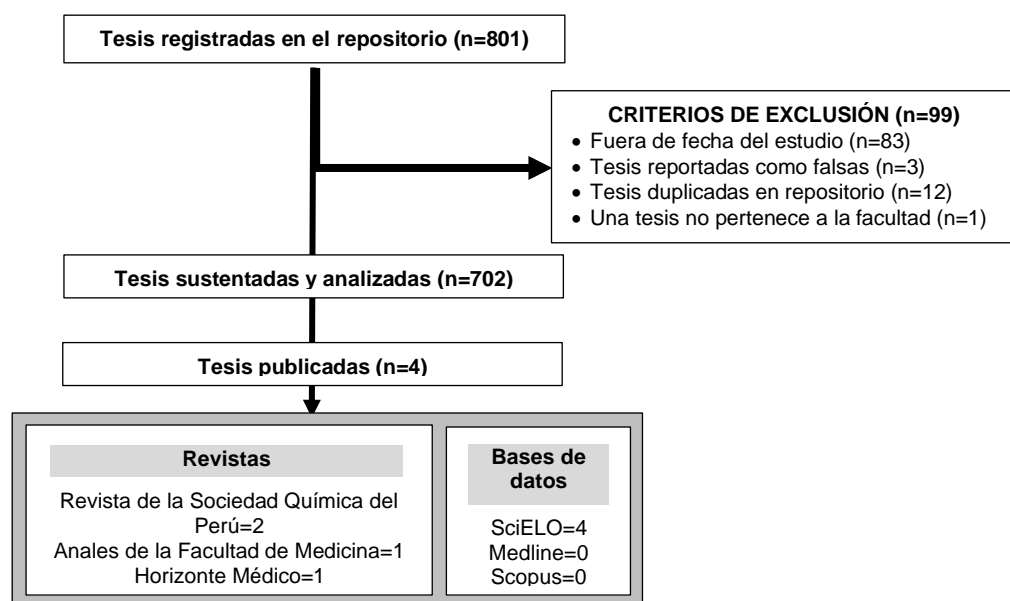 Tesis registradas en el repositorio (n=801)
CRITERIOS DE EXCLUSIÓN (n=99)
• Fuera de fecha del estudio (n=83)
• Tesis reportadas como falsas (n=3)
• Tesis duplicadas en repositorio (n=12)
• Una tesis no pertenece a la facultad (n=1)
Tesis sustentadas y analizadas (n=702)
Tesis publicadas (n=4)
Revistas
Revista de la Sociedad Química del
Perú=2
Anales de la Facultad de Medicina=1
Horizonte Médico=1
Bases de
datos
SciELO=4
Medline=0
Scopus=0